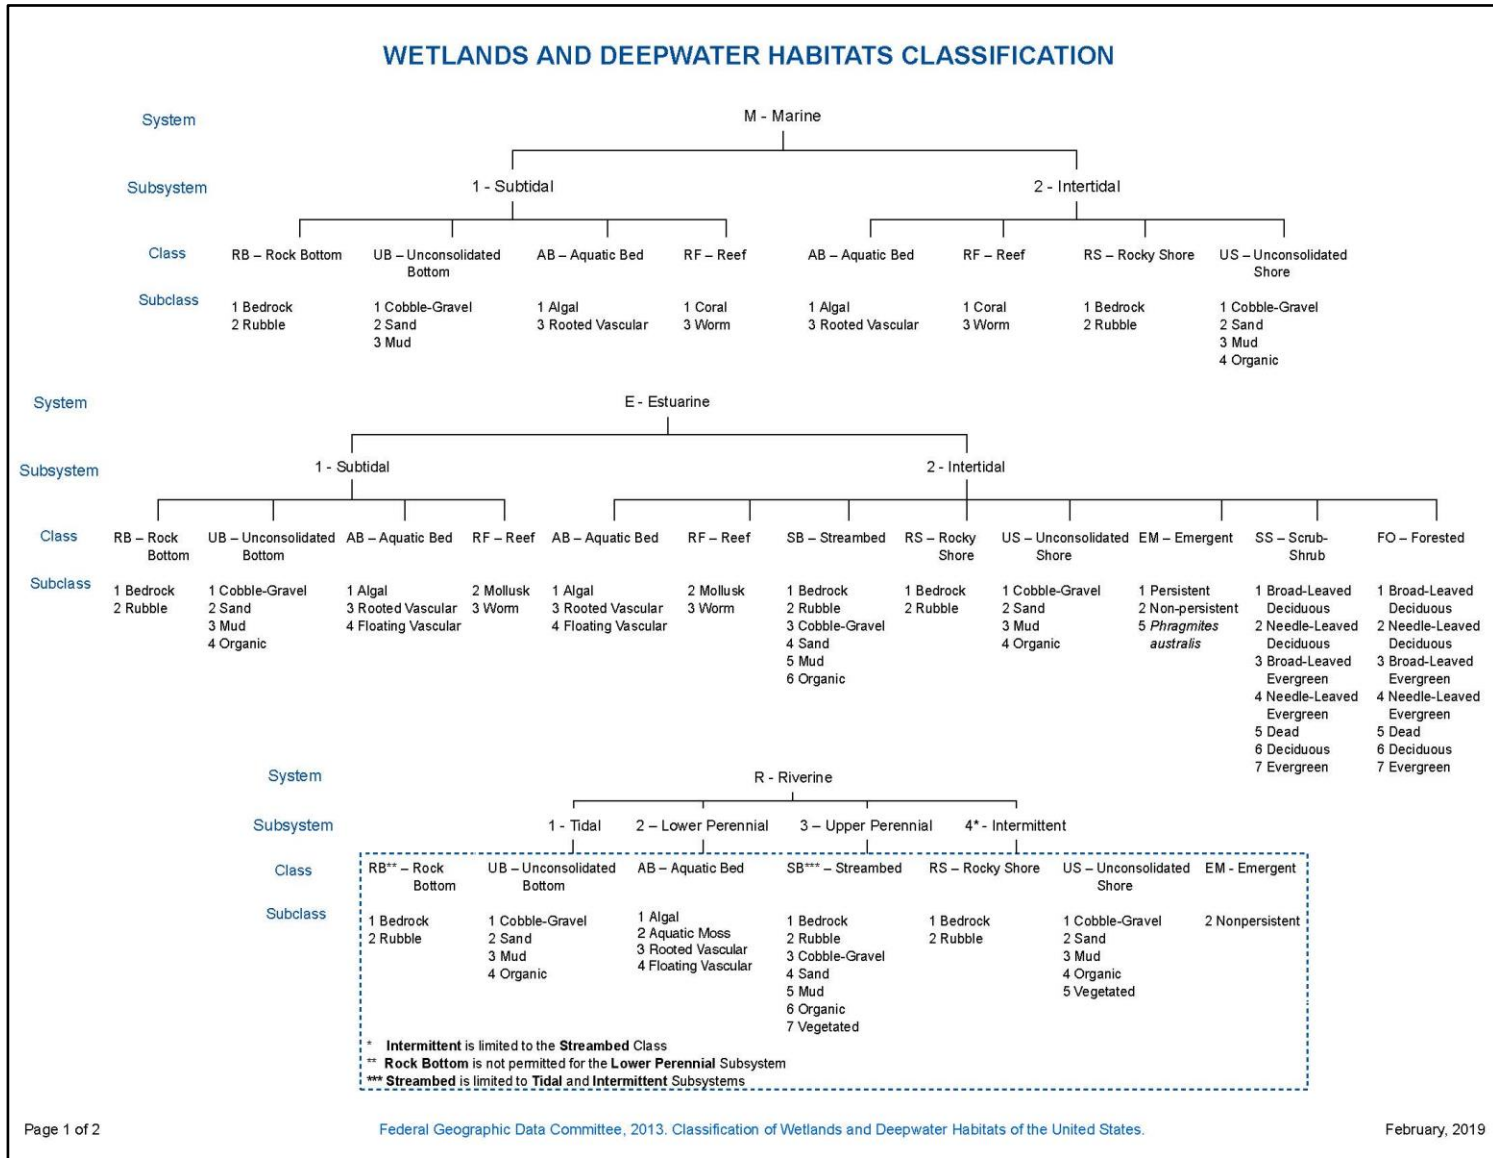 WETLANDS AND DEEPWATER HABITATS CLASSIFICATION
System
M - Marine
Subsystem
1 - Subtidal
2 - Intertidal
Class
RB – Rock Bottom
UB – Unconsolidated
Bottom
AB – Aquatic Bed
RF – Reef
AB – Aquatic Bed
RF – Reef
RS – Rocky Shore
US – Unconsolidated
Shore
Subclass
1 Bedrock
2 Rubble
1 Cobble-Gravel
2 Sand
3 Mud
1 Algal
3 Rooted Vascular
1 Coral
3 Worm
1 Algal
3 Rooted Vascular
1 Coral
3 Worm
1 Bedrock
2 Rubble
1 Cobble-Gravel
2 Sand
3 Mud
4 Organic
System
E - Estuarine
Subsystem
1 - Subtidal
2 - Intertidal
Class
RB – Rock
Bottom
UB – Unconsolidated
Bottom
AB – Aquatic Bed
RF – Reef
AB – Aquatic Bed
RF – Reef
SB – Streambed
RS – Rocky
Shore
US – Unconsolidated
Shore
EM – Emergent
SS – Scrub-
Shrub
FO – Forested
Subclass
1 Bedrock
2 Rubble
1 Cobble-Gravel
2 Sand
3 Mud
4 Organic
1 Algal
3 Rooted Vascular
4 Floating Vascular
2 Mollusk
3 Worm
1 Algal
3 Rooted Vascular
4 Floating Vascular
2 Mollusk
3 Worm
1 Bedrock
2 Rubble
3 Cobble-Gravel
4 Sand
5 Mud
6 Organic
1 Bedrock
2 Rubble
1 Cobble-Gravel
2 Sand
3 Mud
4 Organic
1 Persistent
2 Non-persistent
5 Phragmites
australis
1 Broad-Leaved
Deciduous
2 Needle-Leaved
Deciduous
3 Broad-Leaved
Evergreen
4 Needle-Leaved
Evergreen
5 Dead
6 Deciduous
7 Evergreen
1 Broad-Leaved
Deciduous
2 Needle-Leaved
Deciduous
3 Broad-Leaved
Evergreen
4 Needle-Leaved
Evergreen
5 Dead
6 Deciduous
7 Evergreen
System
R - Riverine
Subsystem
1 - Tidal
2 – Lower Perennial
3 – Upper Perennial
4* - Intermittent
Class
RB** – Rock
Bottom
UB – Unconsolidated
Bottom
AB – Aquatic Bed
SB*** – Streambed
RS – Rocky Shore
US – Unconsolidated
Shore
EM - Emergent
Subclass
1 Bedrock
2 Rubble
1 Cobble-Gravel
2 Sand
3 Mud
4 Organic
1 Algal
2 Aquatic Moss
3 Rooted Vascular
4 Floating Vascular
1 Bedrock
2 Rubble
3 Cobble-Gravel
4 Sand
5 Mud
6 Organic
7 Vegetated
1 Bedrock
2 Rubble
1 Cobble-Gravel
2 Sand
3 Mud
4 Organic
5 Vegetated
2 Nonpersistent
* Intermittent is limited to the Streambed Class
** Rock Bottom is not permitted for the Lower Perennial Subsystem
*** Streambed is limited to Tidal and Intermittent Subsystems
Page 1 of 2
Federal Geographic Data Committee, 2013. Classification of Wetlands and Deepwater Habitats of the United States.
February, 2019